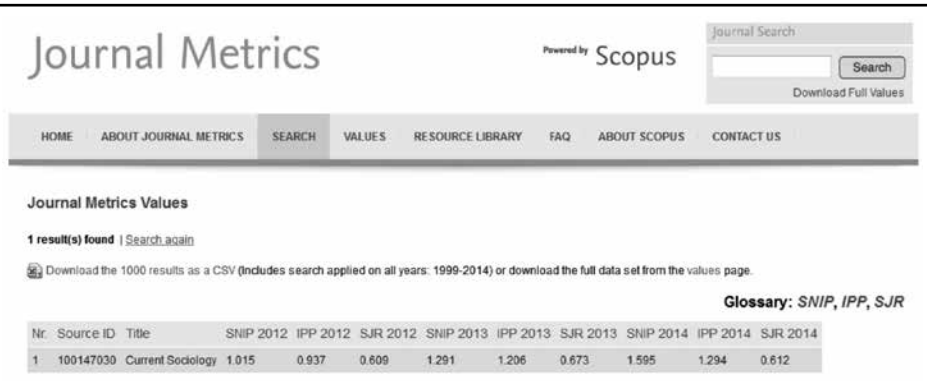 Journal Metrics
Powered by Scopus
Journal Search
Search
Download Full Values
HOME ABOUT JOURNAL METRICS SEARCH VALUES RESOURCE LIBRARY FAQ ABOUT SCOPUS CONTACT US
Journal Metrics Values
1 result(s) found | Search again
Download the 1000 results as a CSV (Includes search applied on all years: 1999-2014) or download the full data set from the values page.
Glossary: SNIP, IPP, SJR
Nr. Source ID Title SNIP 2012 IPP 2012 SJR 2012 SNIP 2013 IPP 2013 SJR 2013 SNIP 2014 IPP 2014 SJR 2014
1 100147030 Current Sociology 1.015 0.937 0.609 1.291 1.206 0.673 1.595 1.294 0.612